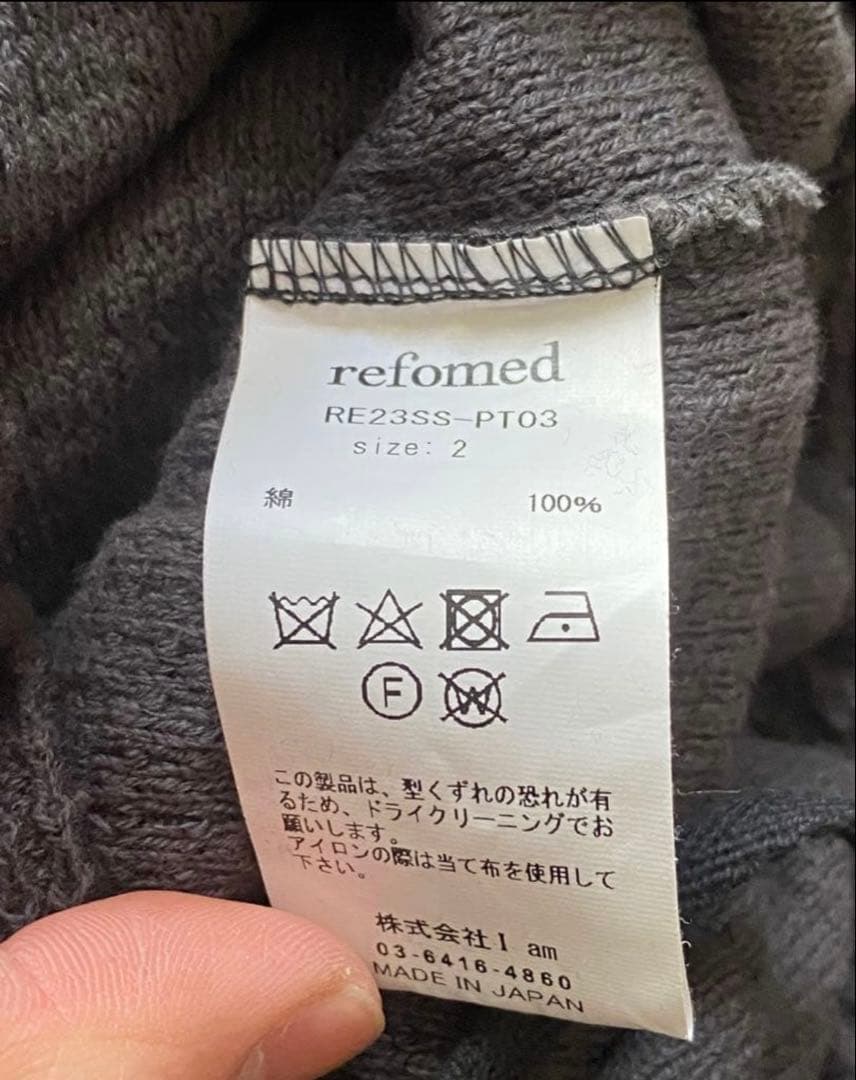 refomed
RE23SS-PT03
size: 2
綿 100%
F
W
この製品は、型くずれの恐れが有
るため、ドライクリーニングでお
願いします。
アイロンの際は当て布を使用して
下さい。
株式会社I am
03-6416-4860
MADE IN JAPAN